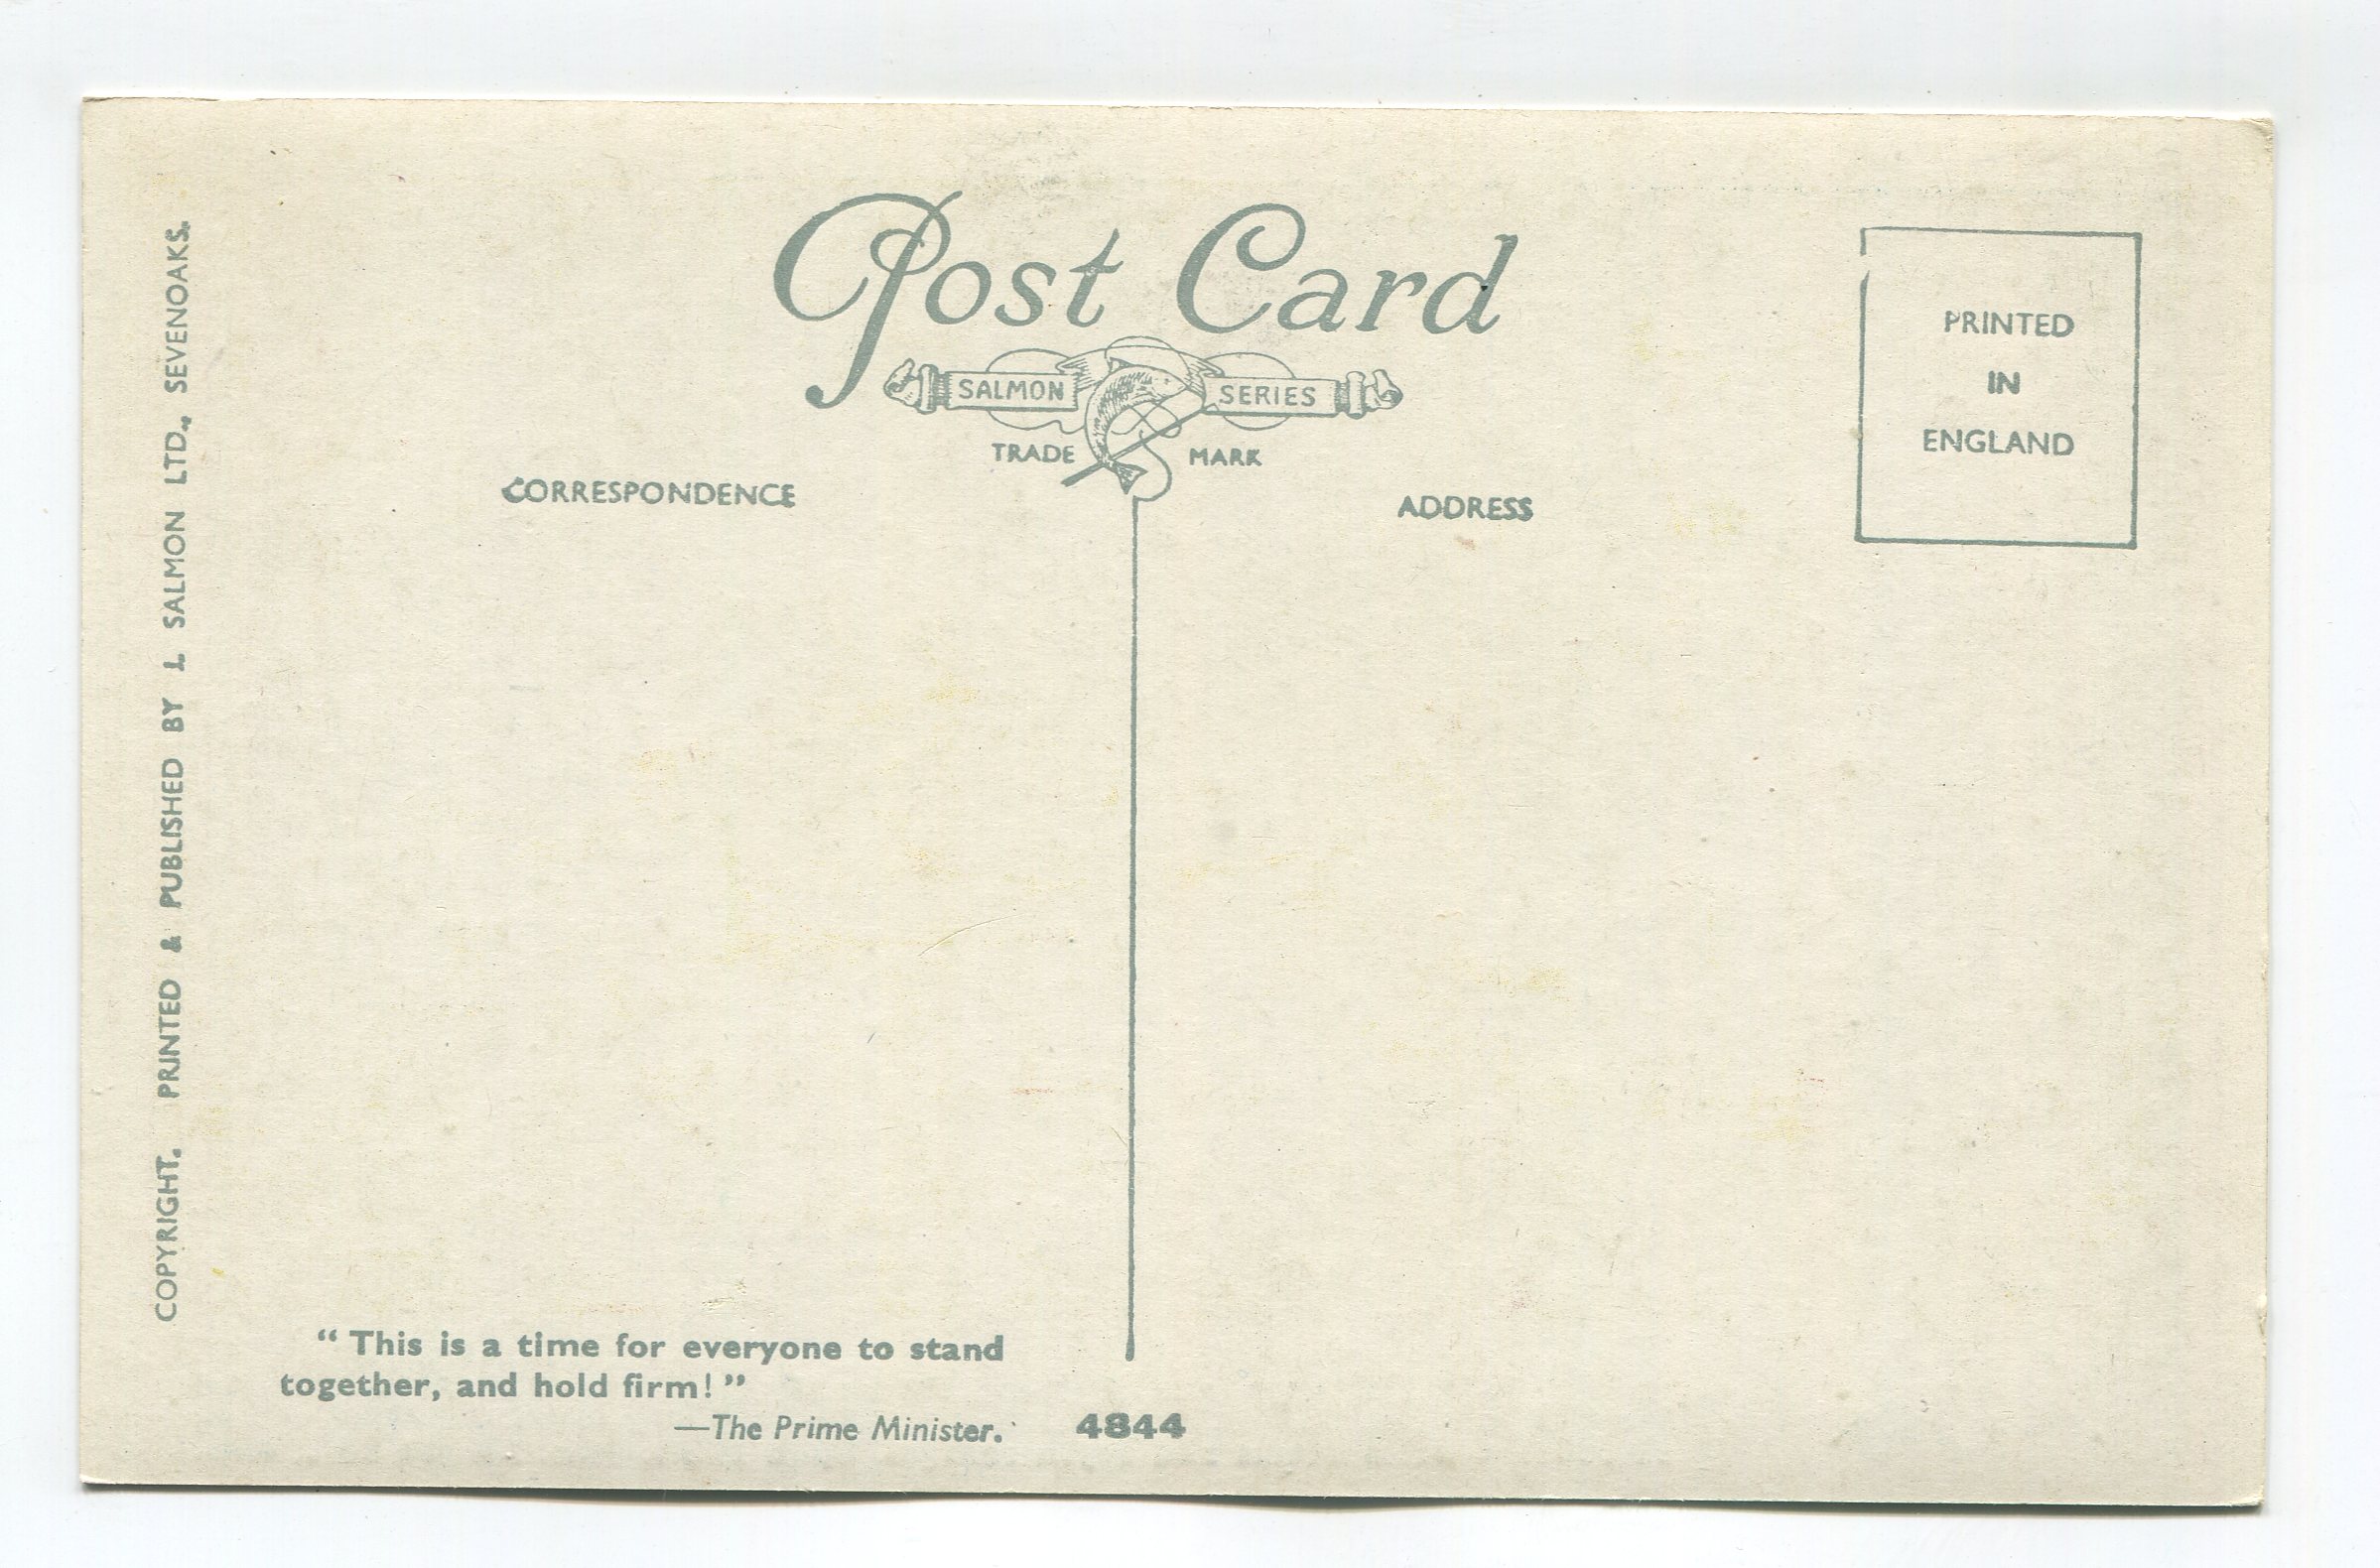 Post Card
SALMON SERIES
TRADE MARK
CORRESPONDENCE
ADDRESS
PRINTED
IN
ENGLAND
COPYRIGHT. PRINTED & PUBLISHED BY J. SALMON LTD., SEVENOAKS.
“ This is a time for everyone to stand
together, and hold firm! ”
—The Prime Minister.
4844